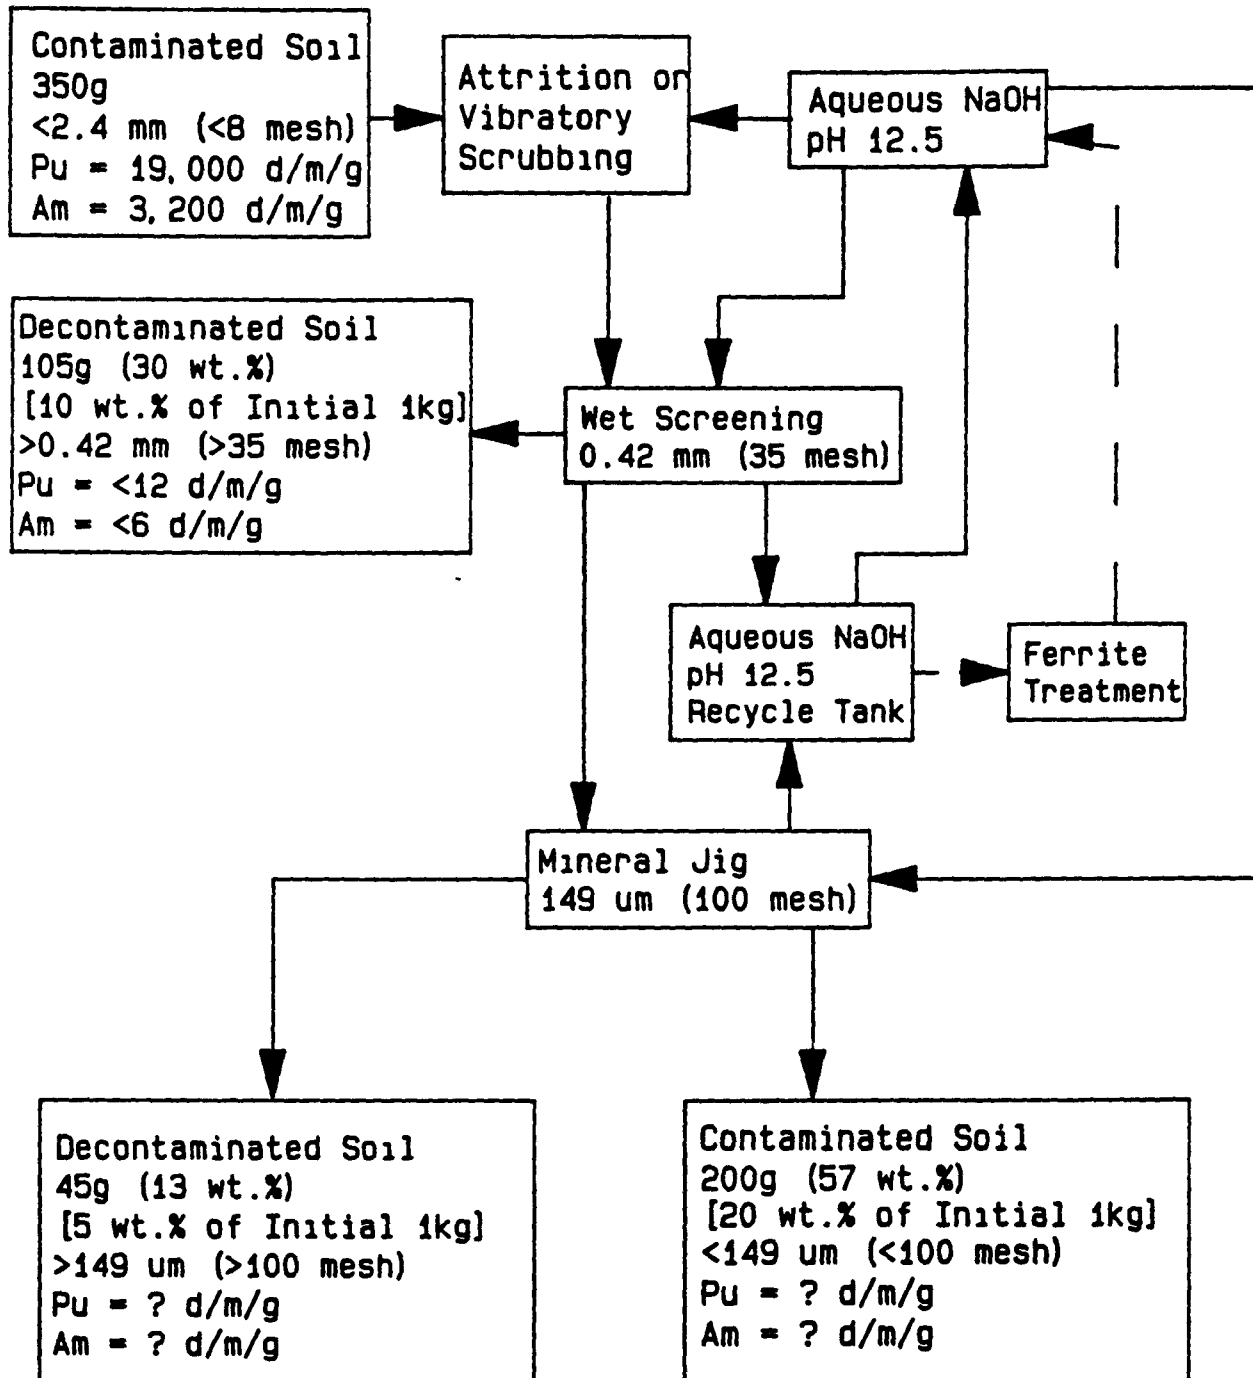 Contaminated Soil
350g
<2.4 mm (<8 mesh)
Pu = 19,000 d/m/g
Am = 3,200 d/m/g
Attrition or
Vibratory
Scrubbing
Aqueous NaOH
pH 12.5
Decontaminated Soil
105g (30 wt.%)
[10 wt.% of Initial 1kg]
>0.42 mm (>35 mesh)
Pu = <12 d/m/g
Am = <6 d/m/g
Wet Screening
0.42 mm (35 mesh)
Aqueous NaOH
pH 12.5
Recycle Tank
Ferrite
Treatment
Mineral Jig
149 um (100 mesh)
Decontaminated Soil
45g (13 wt.%)
[5 wt.% of Initial 1kg]
>149 um (>100 mesh)
Pu = ? d/m/g
Am = ? d/m/g
Contaminated Soil
200g (57 wt.%)
[20 wt.% of Initial 1kg]
<149 um (<100 mesh)
Pu = ? d/m/g
Am = ? d/m/g